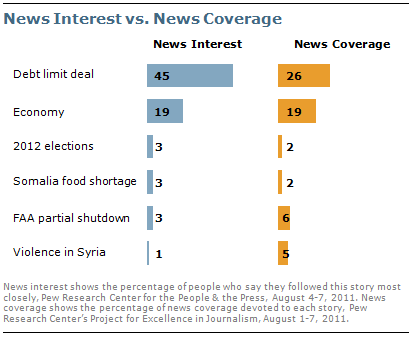 News Interest vs. News Coverage
News Interest News Coverage
Debt limit deal 45 26
Economy 19 19
2012 elections 3 2
Somalia food shortage 3 2
FAA partial shutdown 3 6
Violence in Syria 1 5
News interest shows the percentage of people who say they followed this story most
closely, Pew Research Center for the People & the Press, August 4-7, 2011. News
coverage shows the percentage of news coverage devoted to each story, Pew
Research Center's Project for Excellence in Journalism, August 1-7, 2011.